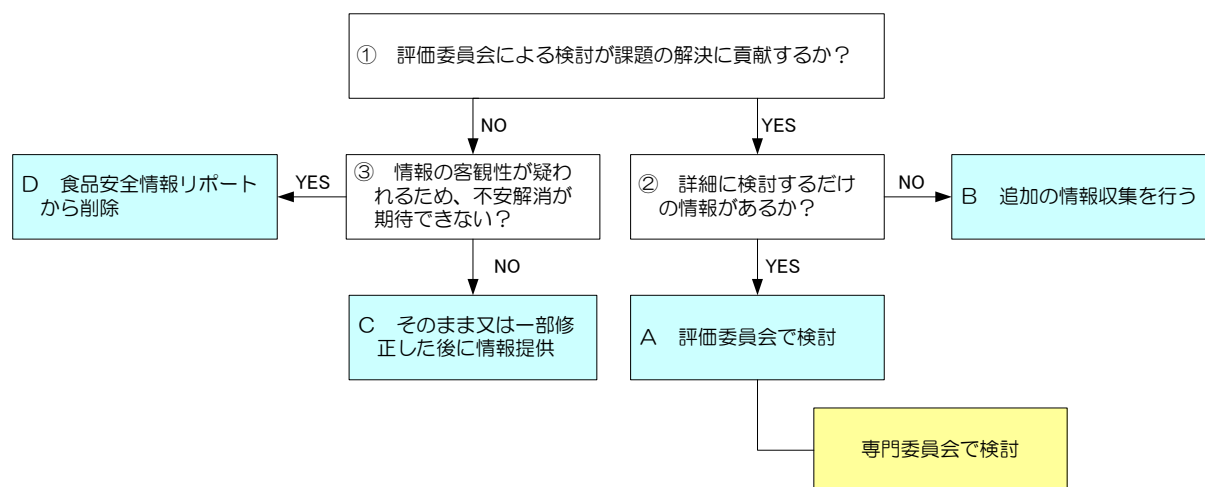 ① 評価委員会による検討が課題の解決に貢献するか？
NO
YES
D 食品安全情報リポート
から削除
YES
③ 情報の客観性が疑わ
れるため、不安解消が
期待できない？
② 詳細に検討するだけ
の情報があるか？
NO
B 追加の情報収集を行う
NO
YES
C そのまま又は一部修
正した後に情報提供
A 評価委員会で検討
専門委員会で検討